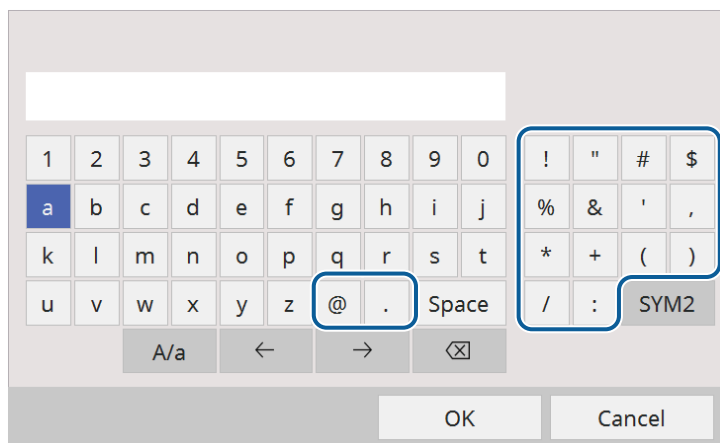 1 2 3 4 5 6 7 8 9 0 ! " # $
a b c d e f g h i j % & ' ,
k l m n o p q r s t * + ( )
u v w x y z @ . Space / : SYM2
A/a ← → ⌫
OK Cancel